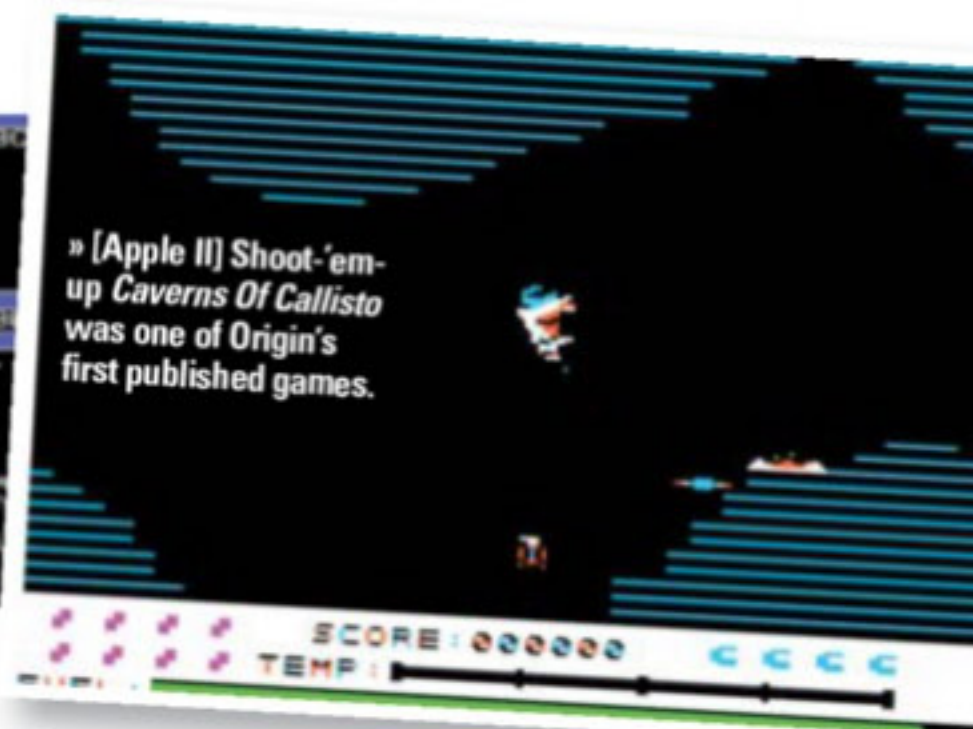 » [Apple II] Shoot-'em-
up Caverns Of Callisto
was one of Origin's
first published games.
SCORE:000000
TEMP: